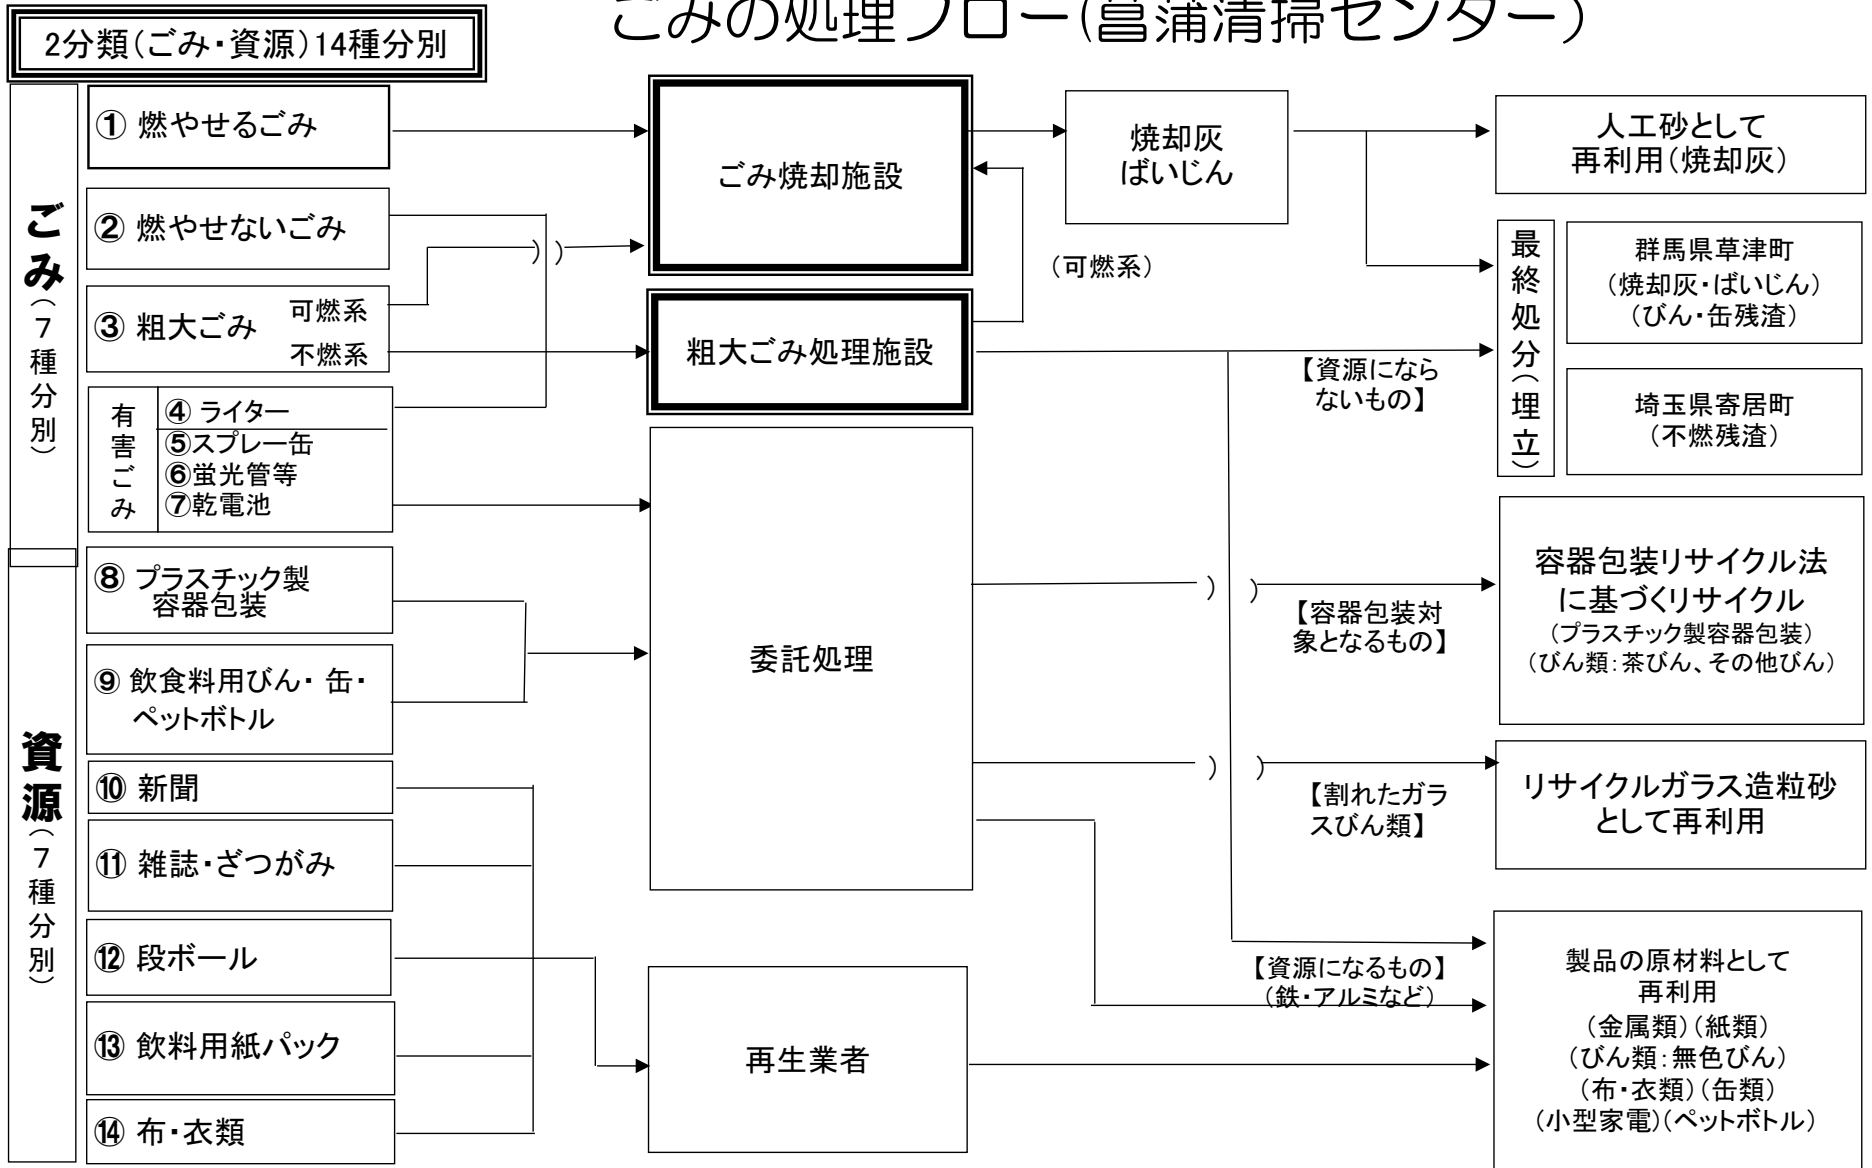 ごみの処理フロー(菖蒲清掃センター)
2分類(ごみ・資源)14種分別
ごみ(7種分別)
① 燃やせるごみ
② 燃やせないごみ
③ 粗大ごみ
可燃系
不燃系
有害ごみ
④ ライター
⑤スプレー缶
⑥蛍光管等
⑦乾電池
資源(7種分別)
⑧ プラスチック製
容器包装
⑨ 飲食料用びん・ 缶・
ペットボトル
⑩ 新聞
⑪ 雑誌・ざつがみ
⑫ 段ボール
⑬ 飲料用紙パック
⑭ 布・衣類
ごみ焼却施設
粗大ごみ処理施設
委託処理
再生業者
焼却灰
ばいじん
(可燃系)
【資源になら
ないもの】
【容器包装対
象となるもの】
【割れたガラ
スびん類】
【資源になるもの】
(鉄・アルミなど)
人工砂として
再利用(焼却灰)
最終処分(埋立)
群馬県草津町
(焼却灰・ばいじん)
(びん・缶残渣)
埼玉県寄居町
(不燃残渣)
容器包装リサイクル法
に基づくリサイクル
(プラスチック製容器包装)
(びん類:茶びん、その他びん)
リサイクルガラス造粒砂
として再利用
製品の原材料として
再利用
(金属類)(紙類)
(びん類:無色びん)
(布・衣類)(缶類)
(小型家電)(ペットボトル)